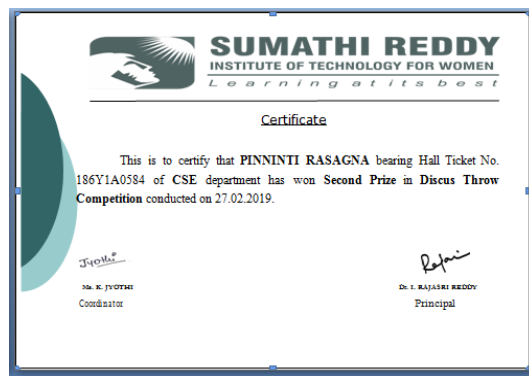 SUMATHI REDDY
INSTITUTE OF TECHNOLOGY FOR WOMEN
Learning at its best
Certificate
This is to certify that PINNINTI RASAGNA bearing Hall Ticket No.
186Y1A0584 of CSE department has won Second Prize in Discus Throw
Competition conducted on 27.02.2019.
Jyothi
Rajasri
Ms. K. JYOTHI
Dr. I. RAJASRI REDDY
Coordinator
Principal